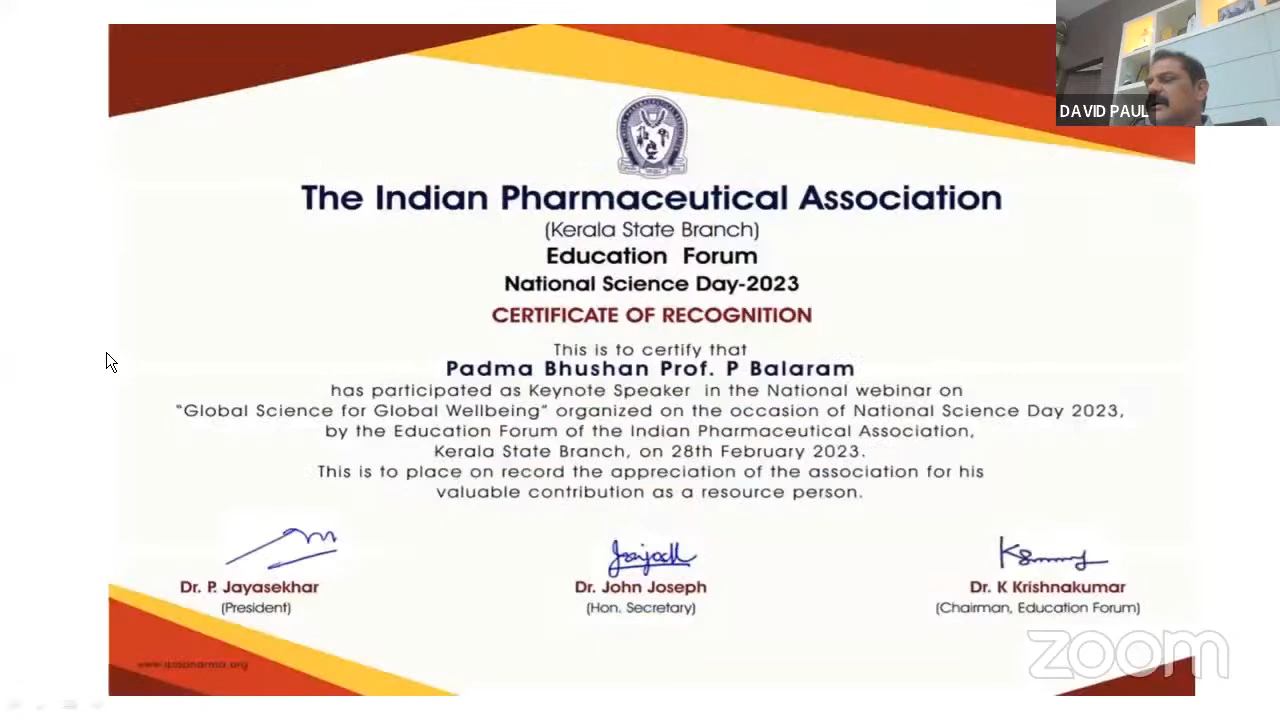 DAVID PAUL
The Indian Pharmaceutical Association
(Kerala State Branch)
Education Forum
National Science Day-2023
CERTIFICATE OF RECOGNITION
This is to certify that
Padma Bhushan Prof. P Balaram
has participated as Keynote Speaker in the National webinar on
“Global Science for Global Wellbeing” organized on the occasion of National Science Day 2023,
by the Education Forum of the Indian Pharmaceutical Association,
Kerala State Branch, on 28th February 2023.
This is to place on record the appreciation of the association for his
valuable contribution as a resource person.
Dr. P. Jayasekhar
(President)
Dr. John Joseph
(Hon. Secretary)
Dr. K Krishnakumar
(Chairman, Education Forum)
zoom